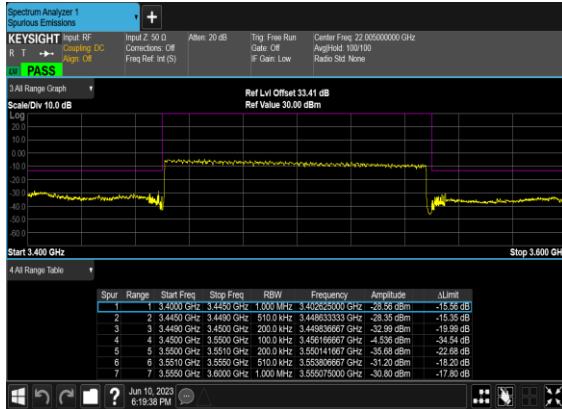 Spectrum Analyzer 1
Spurious Emissions
KEYSIGHT Input: RF Input Z: 50 Ω Atten: 20 dB Trig: Free Run Center Freq: 22.005000000 GHz
R T Coupling: DC Corrections: Off Gate: Off Avg|Hold: 100/100
Align: Off Freq Ref: Int (S) IF Gain: Low Radio Std: None
PASS
3 All Range Graph
Ref Lvl Offset 33.41 dB
Scale/Div 10.0 dB Ref Value 30.00 dBm
Log
20.0
10.0
0.00
-10.0
-20.0
-30.0
-40.0
-50.0
-60.0
Start 3.400 GHz Stop 3.600 GH
4 All Range Table
Spur Range Start Freq Stop Freq RBW Frequency Amplitude ΔLimit
1 1 3.4000 GHz 3.4450 GHz 1.000 MHz 3.402625000 GHz -28.56 dBm -15.56 dB
2 2 3.4450 GHz 3.4490 GHz 510.0 kHz 3.448633333 GHz -28.35 dBm -15.35 dB
3 3 3.4490 GHz 3.4500 GHz 200.0 kHz 3.449836667 GHz -32.99 dBm -19.99 dB
4 4 3.4500 GHz 3.5500 GHz 100.0 kHz 3.456166667 GHz -4.536 dBm -34.54 dB
5 5 3.5500 GHz 3.5510 GHz 200.0 kHz 3.550141667 GHz -35.68 dBm -22.68 dB
6 6 3.5510 GHz 3.5550 GHz 510.0 kHz 3.553806667 GHz -31.20 dBm -18.20 dB
7 7 3.5550 GHz 3.6000 GHz 1.000 MHz 3.555075000 GHz -30.80 dBm -17.80 dB
Jun 10, 2023
6:19:38 PM